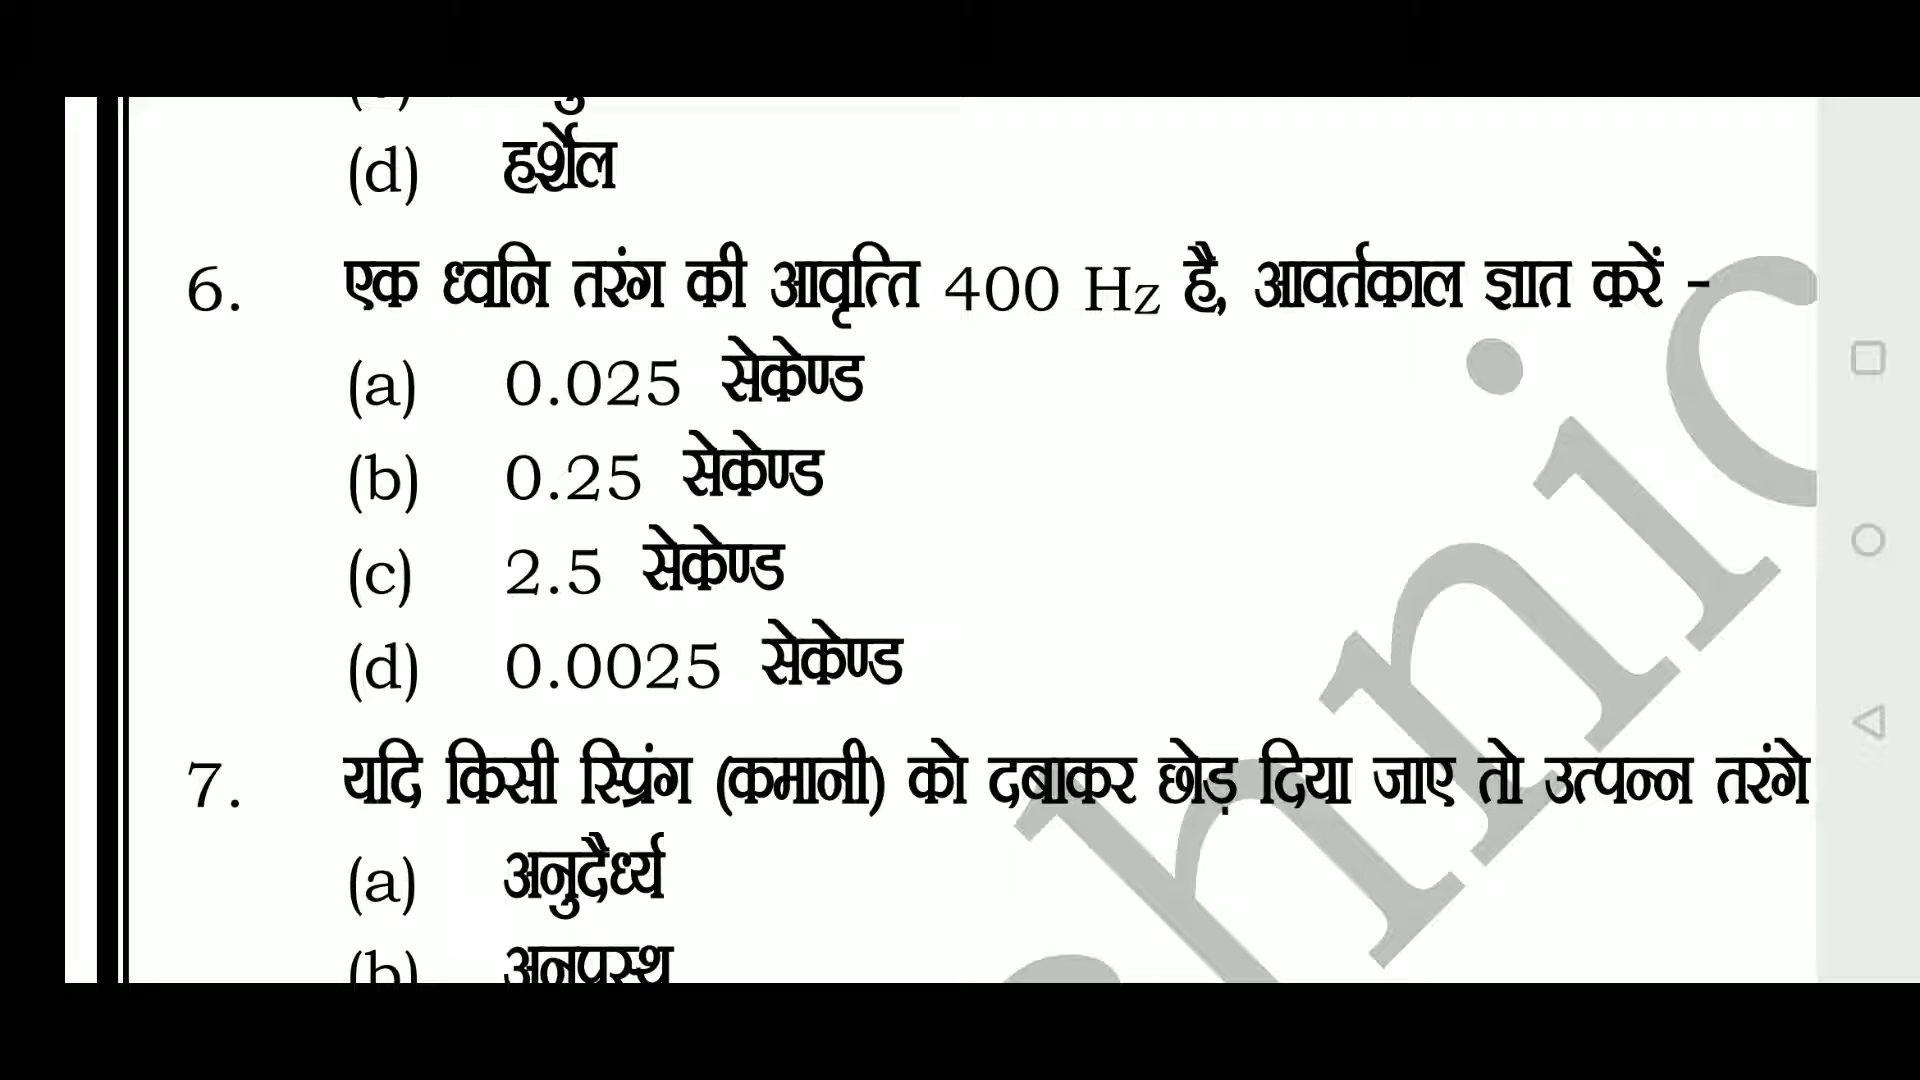 (d) हर्शेल
6. एक ध्वनि तरंग की आवृत्ति 400 Hz है, आवर्तकाल ज्ञात करें -
(a) 0.025 सेकेण्ड
(b) 0.25 सेकेण्ड
(c) 2.5 सेकेण्ड
(d) 0.0025 सेकेण्ड
7. यदि किसी स्प्रिंग (कमानी) को दबाकर छोड़ दिया जाए तो उत्पन्न तरंगे
(a) अनुदैर्ध्य
(b) अनुप्रस्थ